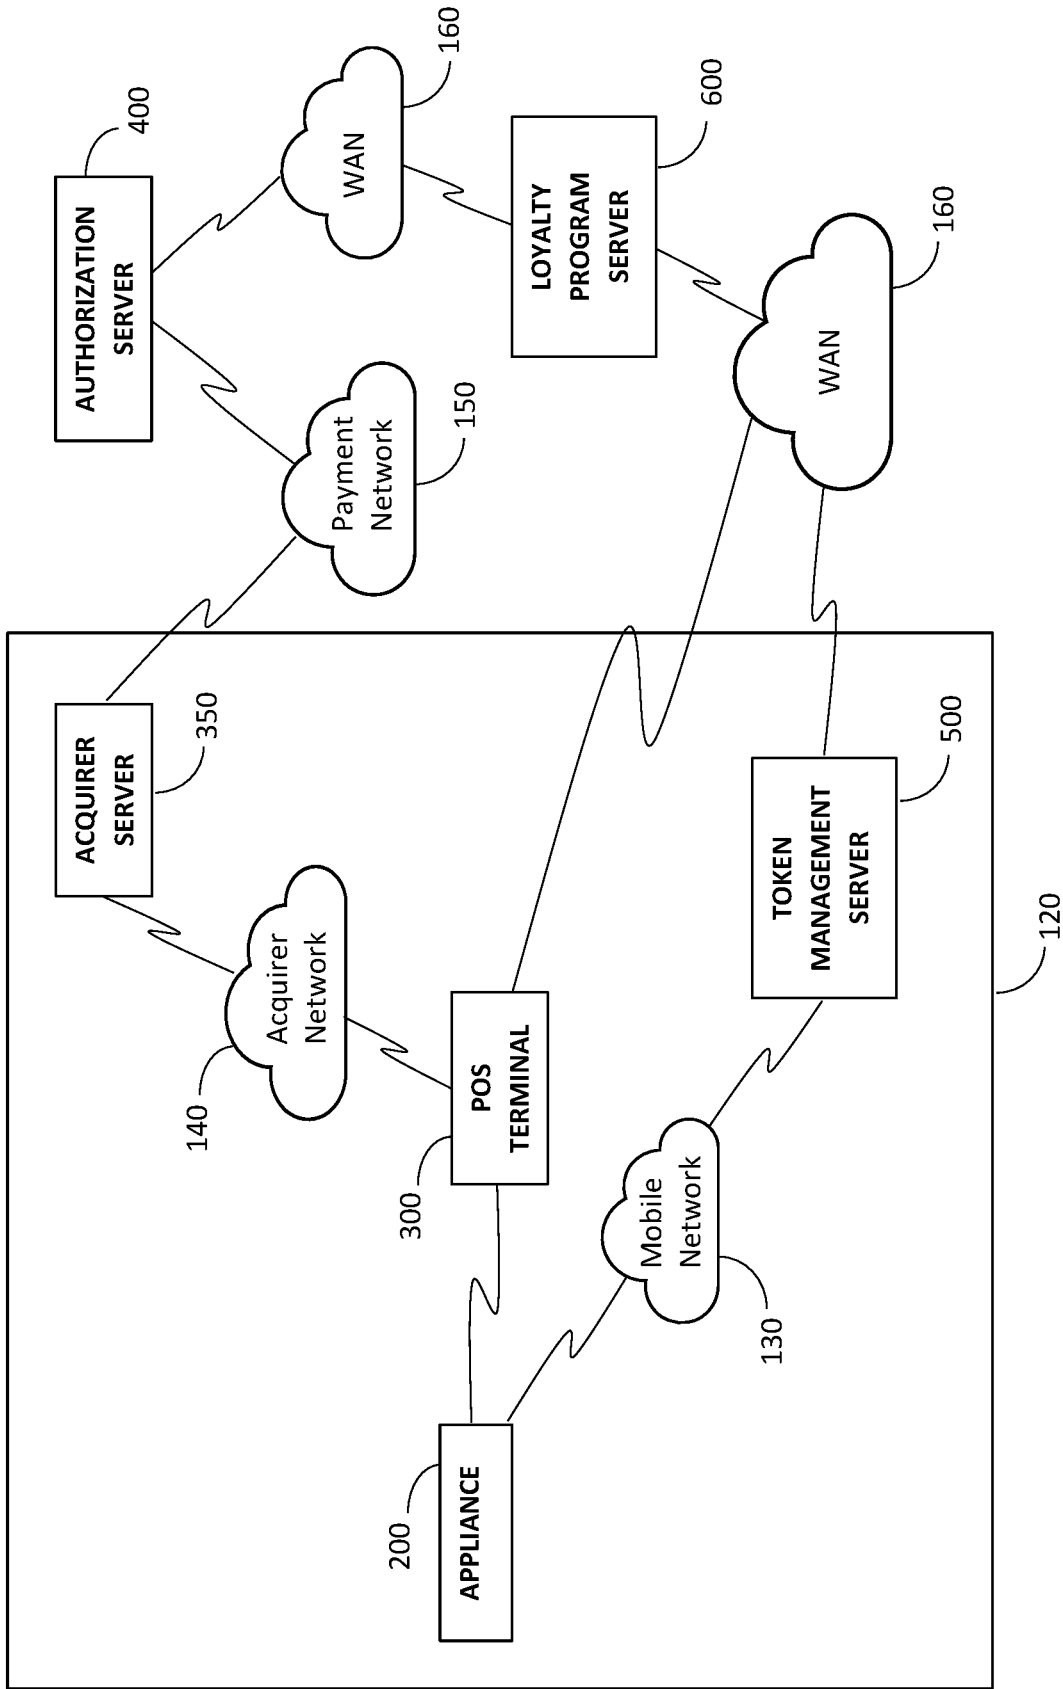 ACQUIRER
SERVER
350
AUTHORIZATION
SERVER
400
140
Acquirer
Network
Payment
Network
150
WAN
160
200
APPLIANCE
300
POS
TERMINAL
LOYALTY
PROGRAM
SERVER
600
Mobile
Network
130
TOKEN
MANAGEMENT
SERVER
500
WAN
160
120